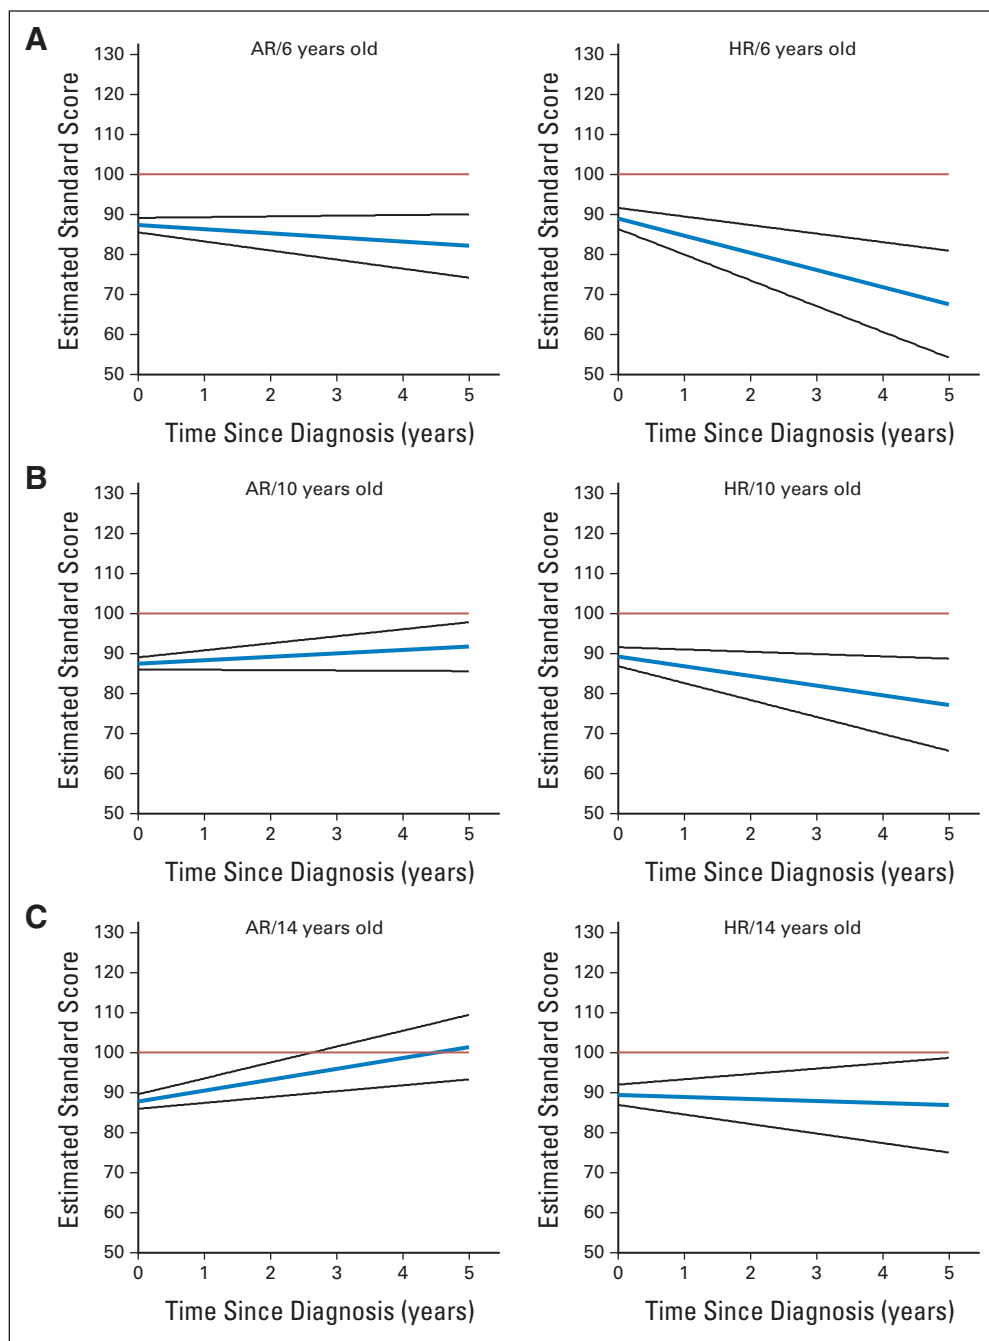 A
AR/6 years old
Estimated Standard Score
130
120
110
100
90
80
70
60
50
0 1 2 3 4 5
Time Since Diagnosis (years)
HR/6 years old
Estimated Standard Score
130
120
110
100
90
80
70
60
50
0 1 2 3 4 5
Time Since Diagnosis (years)
B
AR/10 years old
Estimated Standard Score
130
120
110
100
90
80
70
60
50
0 1 2 3 4 5
Time Since Diagnosis (years)
HR/10 years old
Estimated Standard Score
130
120
110
100
90
80
70
60
50
0 1 2 3 4 5
Time Since Diagnosis (years)
C
AR/14 years old
Estimated Standard Score
130
120
110
100
90
80
70
60
50
0 1 2 3 4 5
Time Since Diagnosis (years)
HR/14 years old
Estimated Standard Score
130
120
110
100
90
80
70
60
50
0 1 2 3 4 5
Time Since Diagnosis (years)